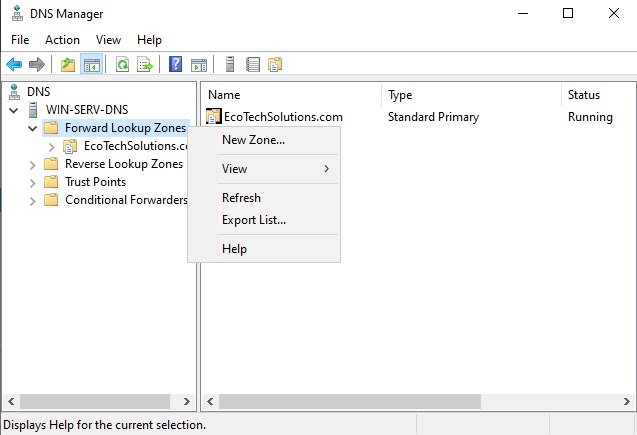 DNS Manager
File Action View Help
DNS
WIN-SERV-DNS
Forward Lookup Zones
EcoTechSolutions.co
Reverse Lookup Zones
Trust Points
Conditional Forwarders
Name Type Status
EcoTechSolutions.com Standard Primary Running
New Zone...
View
Refresh
Export List...
Help
Displays Help for the current selection.